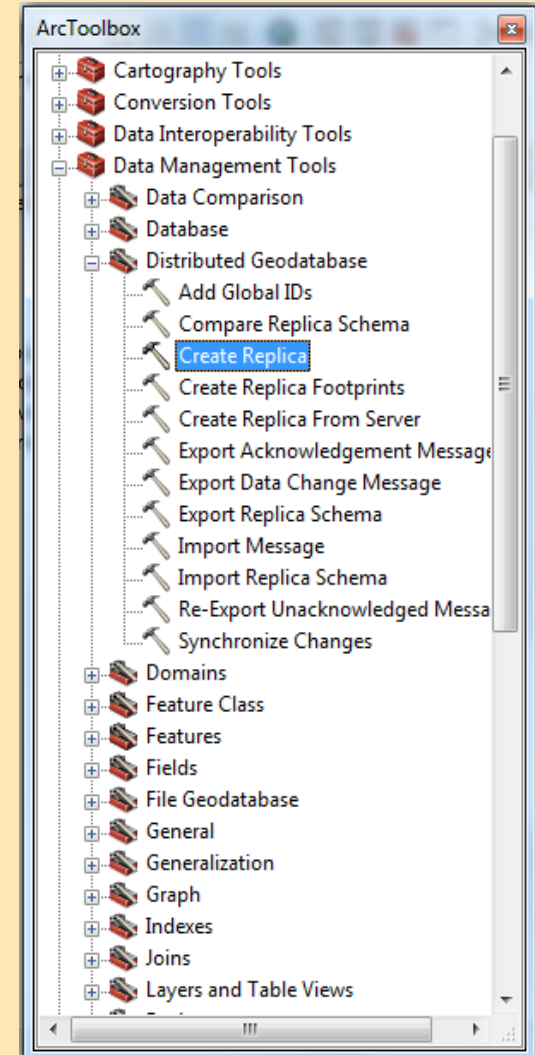 ArcToolbox
Cartography Tools
Conversion Tools
Data Interoperability Tools
Data Management Tools
Data Comparison
Database
Distributed Geodatabase
Add Global IDs
Compare Replica Schema
Create Replica
Create Replica Footprints
Create Replica From Server
Export Acknowledgement Message
Export Data Change Message
Export Replica Schema
Import Message
Import Replica Schema
Re-Export Unacknowledged Messa
Synchronize Changes
Domains
Feature Class
Features
Fields
File Geodatabase
General
Generalization
Graph
Indexes
Joins
Layers and Table Views